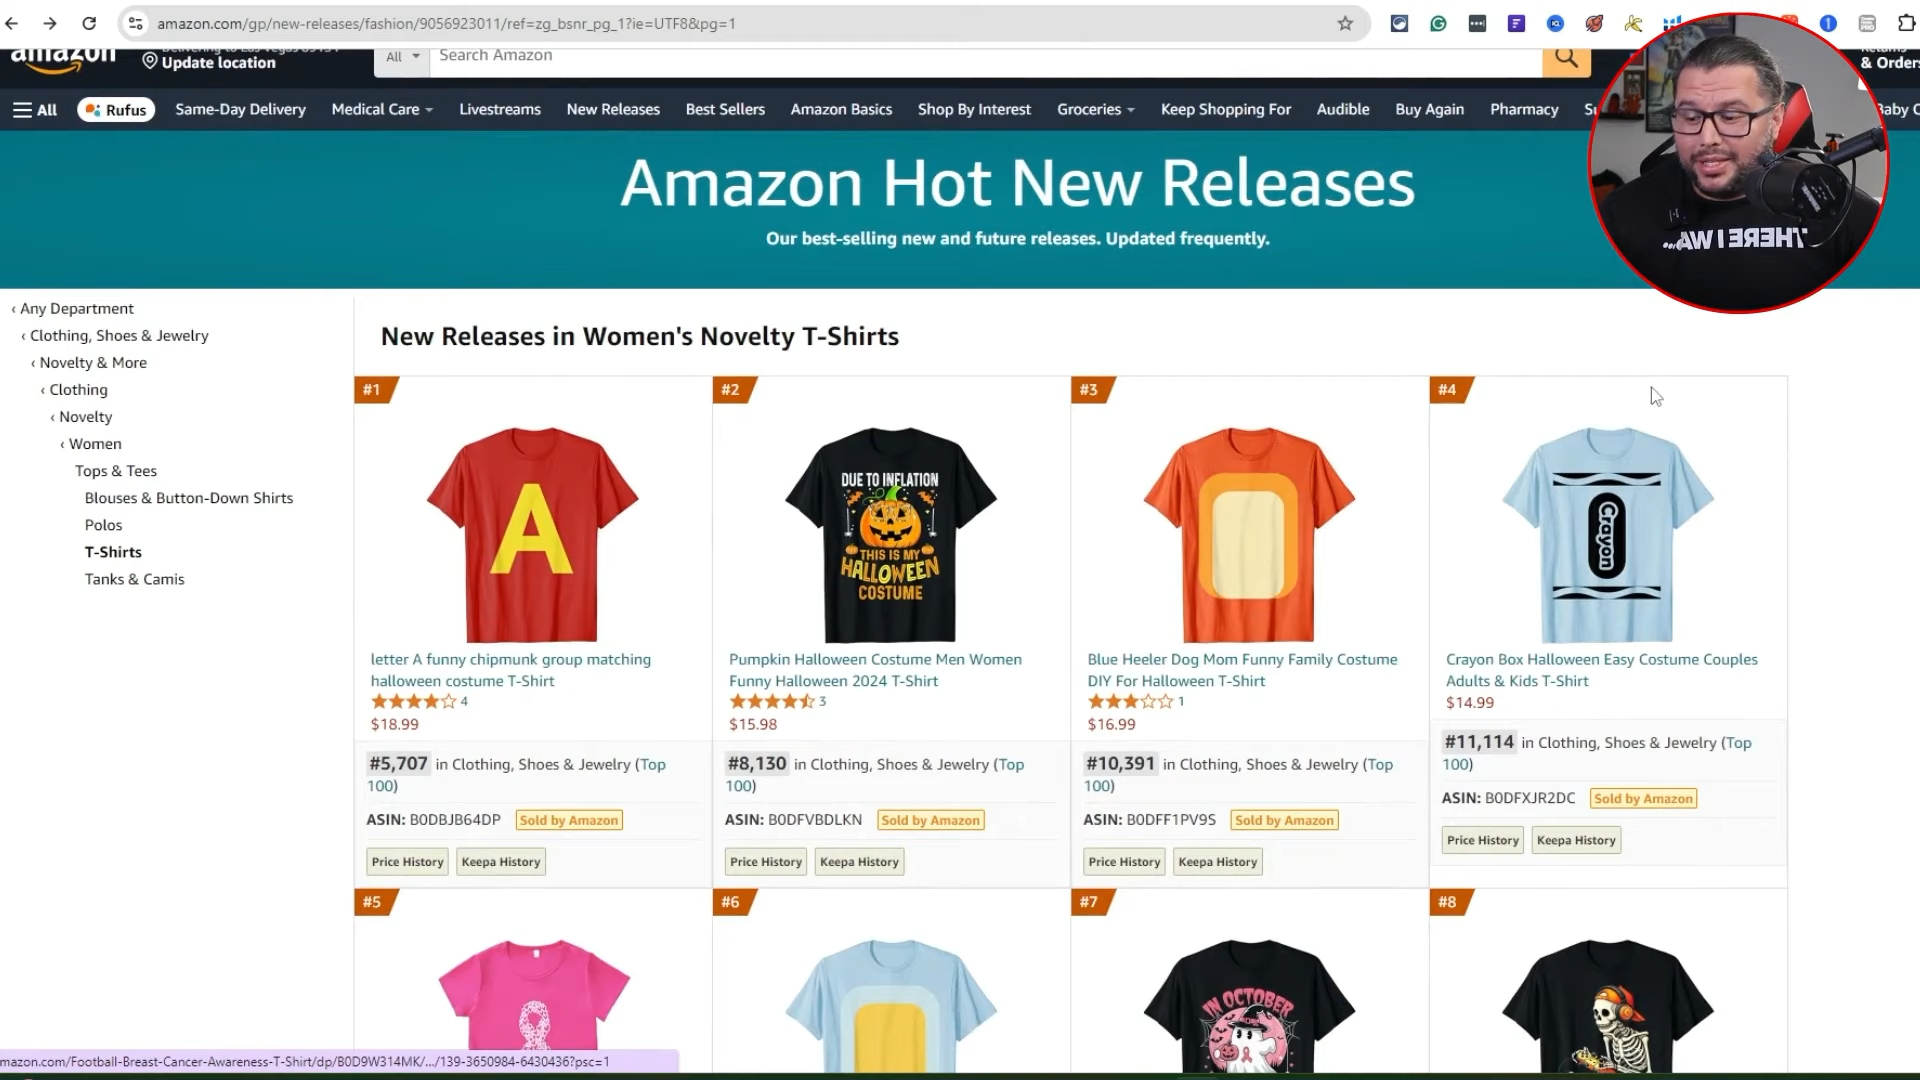 amazon.com/gp/new-releases/fashion/9056923011/ref=zg_bsnr_pg_1?ie=UTF8&pg=1
amazon
Update location
All
Search Amazon
& Orders
All
Rufus
Same-Day Delivery
Medical Care
Livestreams
New Releases
Best Sellers
Amazon Basics
Shop By Interest
Groceries
Keep Shopping For
Audible
Buy Again
Pharmacy
Amazon Hot New Releases
Our best-selling new and future releases. Updated frequently.
THERE I WA...
‹ Any Department
‹ Clothing, Shoes & Jewelry
‹ Novelty & More
‹ Clothing
‹ Novelty
‹ Women
Tops & Tees
Blouses & Button-Down Shirts
Polos
T-Shirts
Tanks & Camis
New Releases in Women's Novelty T-Shirts
#1
A
letter A funny chipmunk group matching
halloween costume T-Shirt
4
$18.99
#5,707 in Clothing, Shoes & Jewelry (Top
100)
ASIN: B0DBJB64DP Sold by Amazon
Price History Keepa History
#2
DUE TO INFLATION
THIS IS MY
HALLOWEEN
COSTUME
Pumpkin Halloween Costume Men Women
Funny Halloween 2024 T-Shirt
3
$15.98
#8,130 in Clothing, Shoes & Jewelry (Top
100)
ASIN: B0DFVBDLKN Sold by Amazon
Price History Keepa History
#3
Blue Heeler Dog Mom Funny Family Costume
DIY For Halloween T-Shirt
1
$16.99
#10,391 in Clothing, Shoes & Jewelry (Top
100)
ASIN: B0DFF1PV9S Sold by Amazon
Price History Keepa History
#4
Crayon
Crayon Box Halloween Easy Costume Couples
Adults & Kids T-Shirt
$14.99
#11,114 in Clothing, Shoes & Jewelry (Top
100)
ASIN: B0DFXJR2DC Sold by Amazon
Price History Keepa History
#5
#6
#7
IN OCTOBER
#8
mazon.com/Football-Breast-Cancer-Awareness-T-Shirt/dp/B0D9W314MK/.../139-3650984-6430436?psc=1